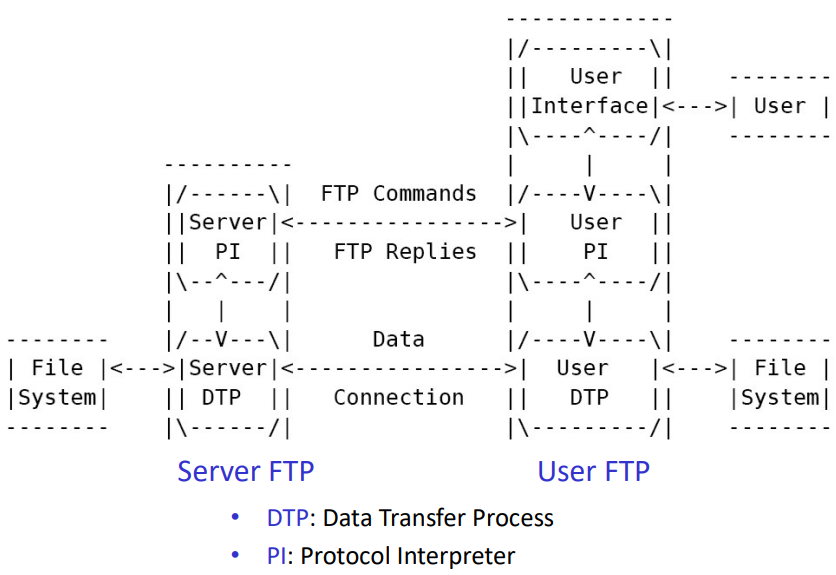 -------------
|/---------\|
||   User  ||    --------
||Interface|<--->| User |
|\----^----/|    --------
----------                 |     |     |
|/------\|  FTP Commands   |/----V----\|
||Server|<---------------->|   User  ||
||  PI  ||   FTP Replies   ||    PI   ||
|\--^---/|                 |\----^----/|
|   |    |                 |     |     |
--------    |/--V---\|      Data       |/----V----\|    --------
| File |<--->|Server|<---------------->|  User   |<--->| File |
|System|    || DTP  ||   Connection    ||   DTP   ||    |System|
--------    |\------/|                 |\---------/|    --------
Server FTP User FTP
• DTP: Data Transfer Process
• PI: Protocol Interpreter